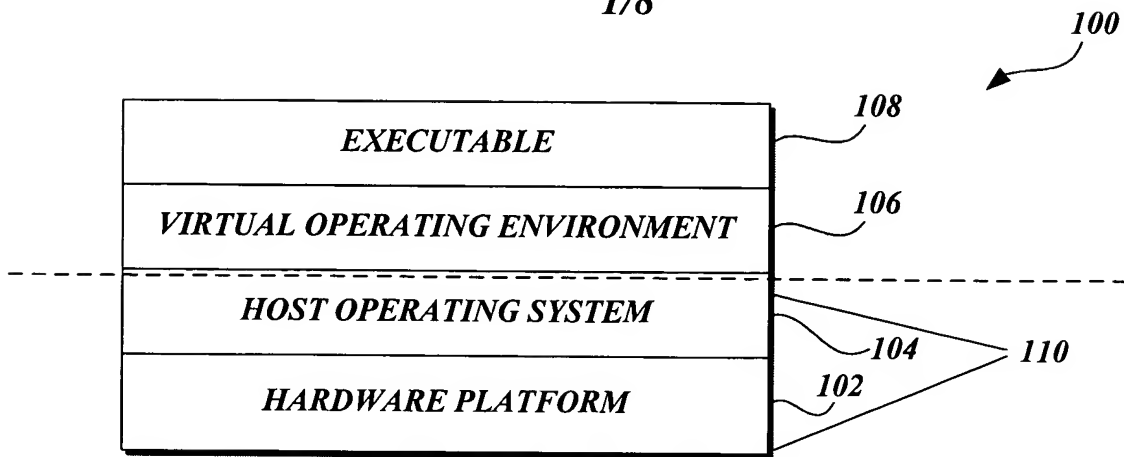 1/8
100
EXECUTABLE
108
VIRTUAL OPERATING ENVIRONMENT
106
HOST OPERATING SYSTEM
104
110
HARDWARE PLATFORM
102